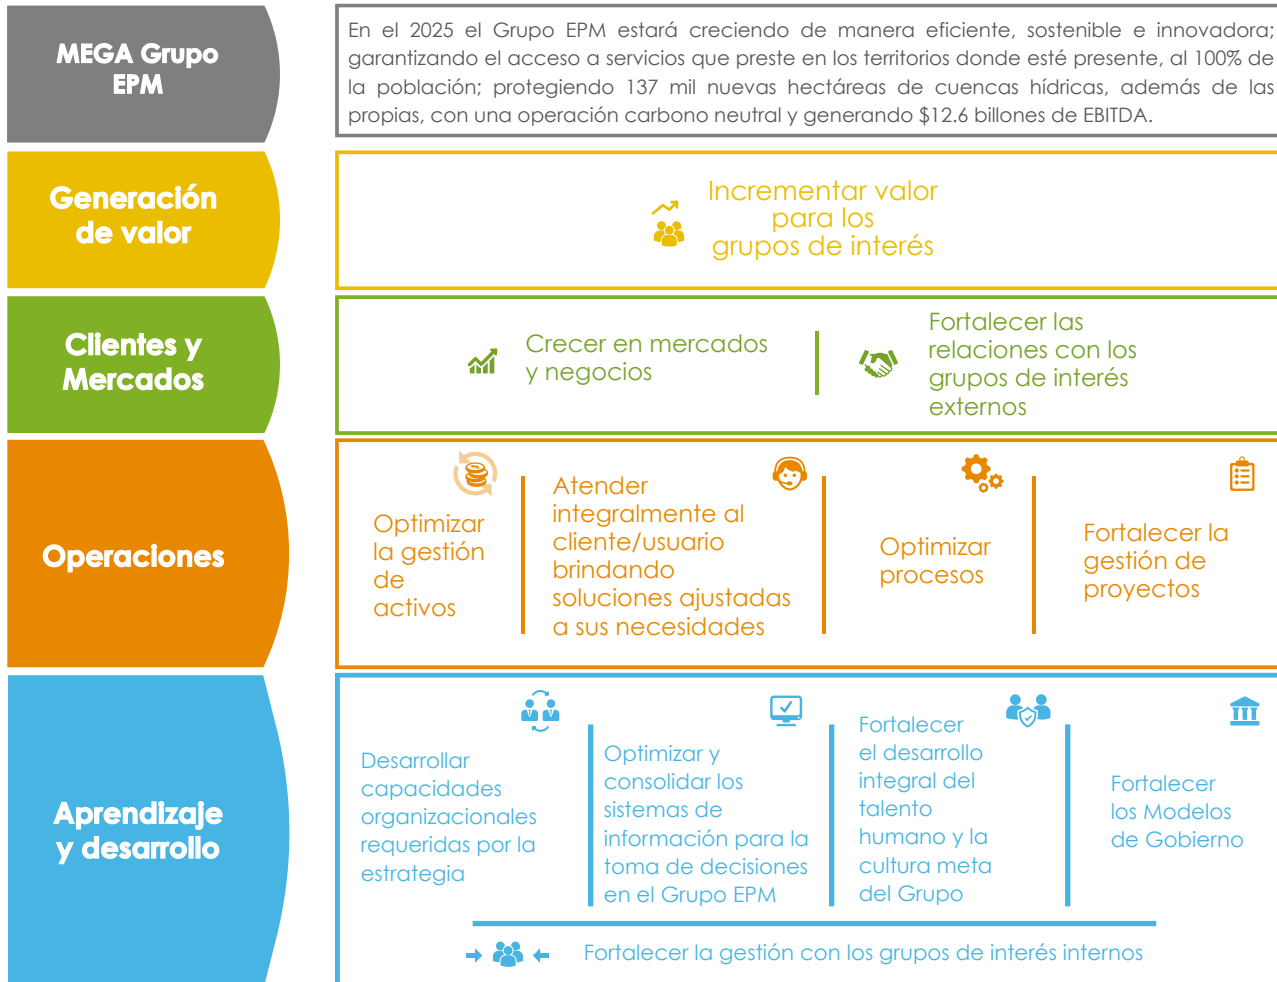 MEGA Grupo
EPM
En el 2025 el Grupo EPM estará creciendo de manera eficiente, sostenible e innovadora;
garantizando el acceso a servicios que preste en los territorios donde esté presente, al 100% de
la población; protegiendo 137 mil nuevas hectáreas de cuencas hídricas, además de las
propias, con una operación carbono neutral y generando $12.6 billones de EBITDA.
Generación
de valor
Incrementar valor
para los
grupos de interés
Clientes y
Mercados
Crecer en mercados
y negocios
Fortalecer las
relaciones con los
grupos de interés
externos
Operaciones
Optimizar
la gestión
de
activos
Atender
integralmente al
cliente/usuario
brindando
soluciones ajustadas
a sus necesidades
Optimizar
procesos
Fortalecer la
gestión de
proyectos
Aprendizaje
y desarrollo
Desarrollar
capacidades
organizacionales
requeridas por la
estrategia
Optimizar y
consolidar los
sistemas de
información para la
toma de decisiones
en el Grupo EPM
Fortalecer
el desarrollo
integral del
talento
humano y la
cultura meta
del Grupo
Fortalecer
los Modelos
de Gobierno
Fortalecer la gestión con los grupos de interés internos